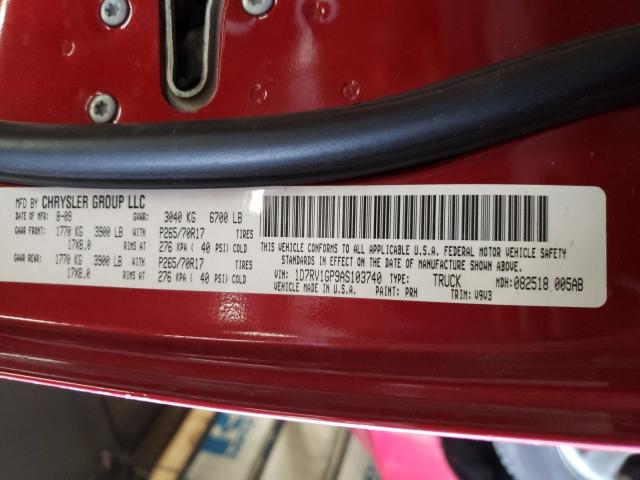 MFD BY CHRYSLER GROUP LLC
DATE OF MFR: 8-09 GVWR: 3040 KG 6700 LB
GAWR FRONT: 1770 KG 3900 LB WITH P265/70R17 TIRES
17X8.0 RIMS AT 276 KPA ( 40 PSI) COLD
GAWR REAR: 1770 KG 3900 LB WITH P265/70R17 TIRES
17X8.0 RIMS AT 276 KPA ( 40 PSI) COLD
THIS VEHICLE CONFORMS TO ALL APPLICABLE U.S.A. FEDERAL MOTOR VEHICLE SAFETY
STANDARDS IN EFFECT ON THE DATE OF MANUFACTURE SHOWN ABOVE.
VIN: 1D7RV1GP9AS103740 TYPE: TRUCK MDH: 082518 005AB
VEHICLE MADE IN U.S.A. PAINT: PRH TRIM: V9V3